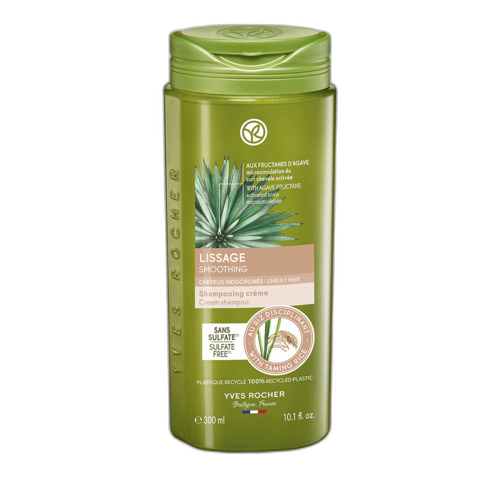 YVES ROCHER
AUX FRUCTANES D'AGAVE
microcirculation du
cuir chevelu activée
WITH AGAVE FRUCTANS
activated scalp
microcirculation
LISSAGE
SMOOTHING
CHEVEUX INDISCIPLINÉS / UNRULY HAIR
Shampooing crème
Cream shampoo
SANS
SULFATE
SULFATE
FREE
AU RIZ DISCIPLINANT
WITH TAMING RICE
PLASTIQUE RECYCLÉ 100% RECYCLED PLASTIC
YVES ROCHER
Bretagne, France
℮ 300 ml 10.1 fl. oz.